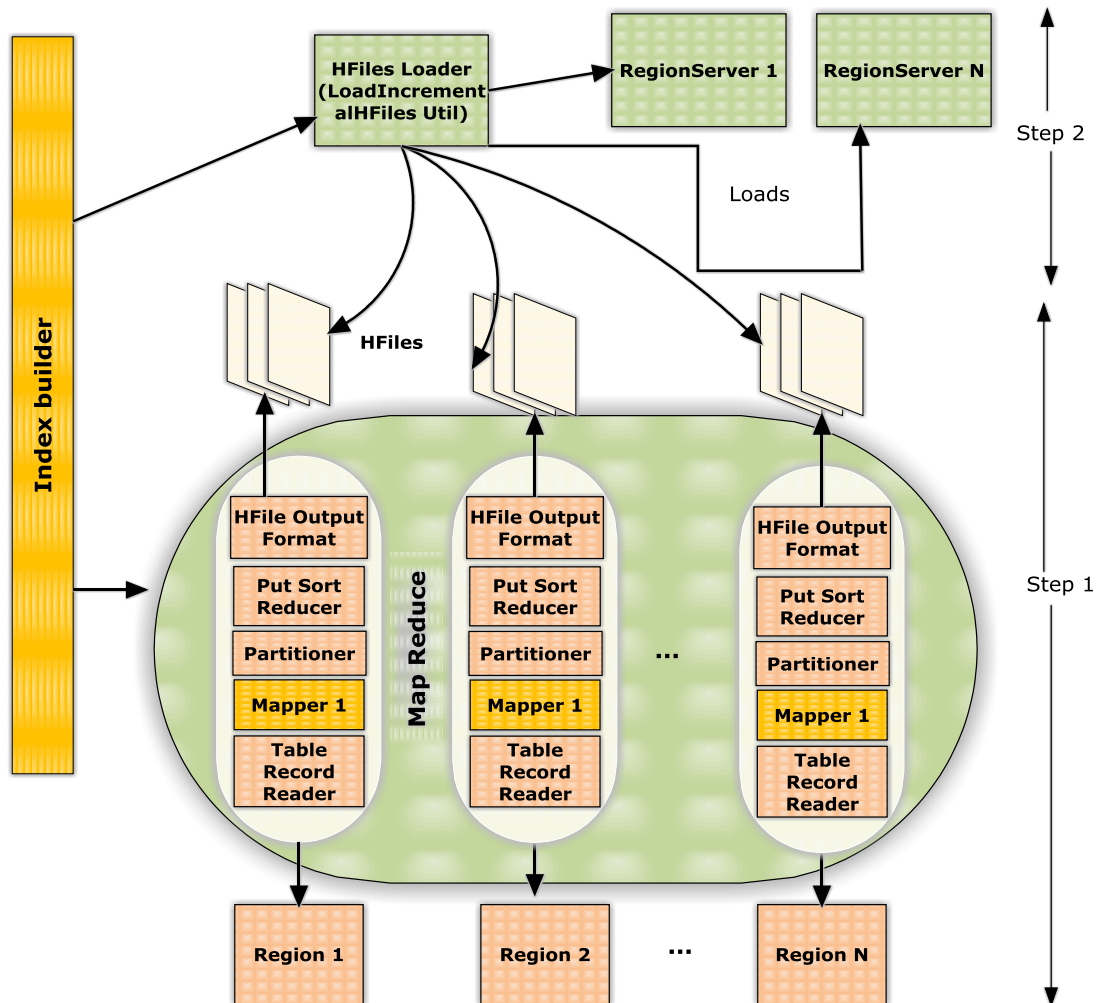 HFiles Loader
(LoadIncrement
alHFiles Util)
RegionServer 1
RegionServer N
Step 2
Loads
HFiles
Index builder
Step 1
Map Reduce
HFile Output
Format
Put Sort
Reducer
Partitioner
Mapper 1
Table
Record
Reader
HFile Output
Format
Put Sort
Reducer
Partitioner
Mapper 1
Table
Record
Reader
...
HFile Output
Format
Put Sort
Reducer
Partitioner
Mapper 1
Table
Record
Reader
Region 1
Region 2
...
Region N